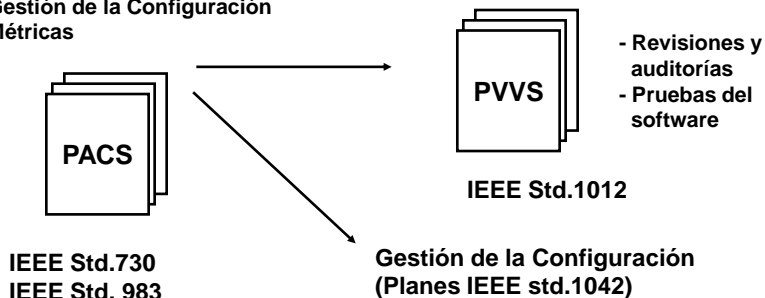 Gestión de la Configuración
Métricas
PACS
IEEE Std.730
IEEE Std. 983
PVVS
- Revisiones y
auditorías
- Pruebas del
software
IEEE Std.1012
Gestión de la Configuración
(Planes IEEE std.1042)